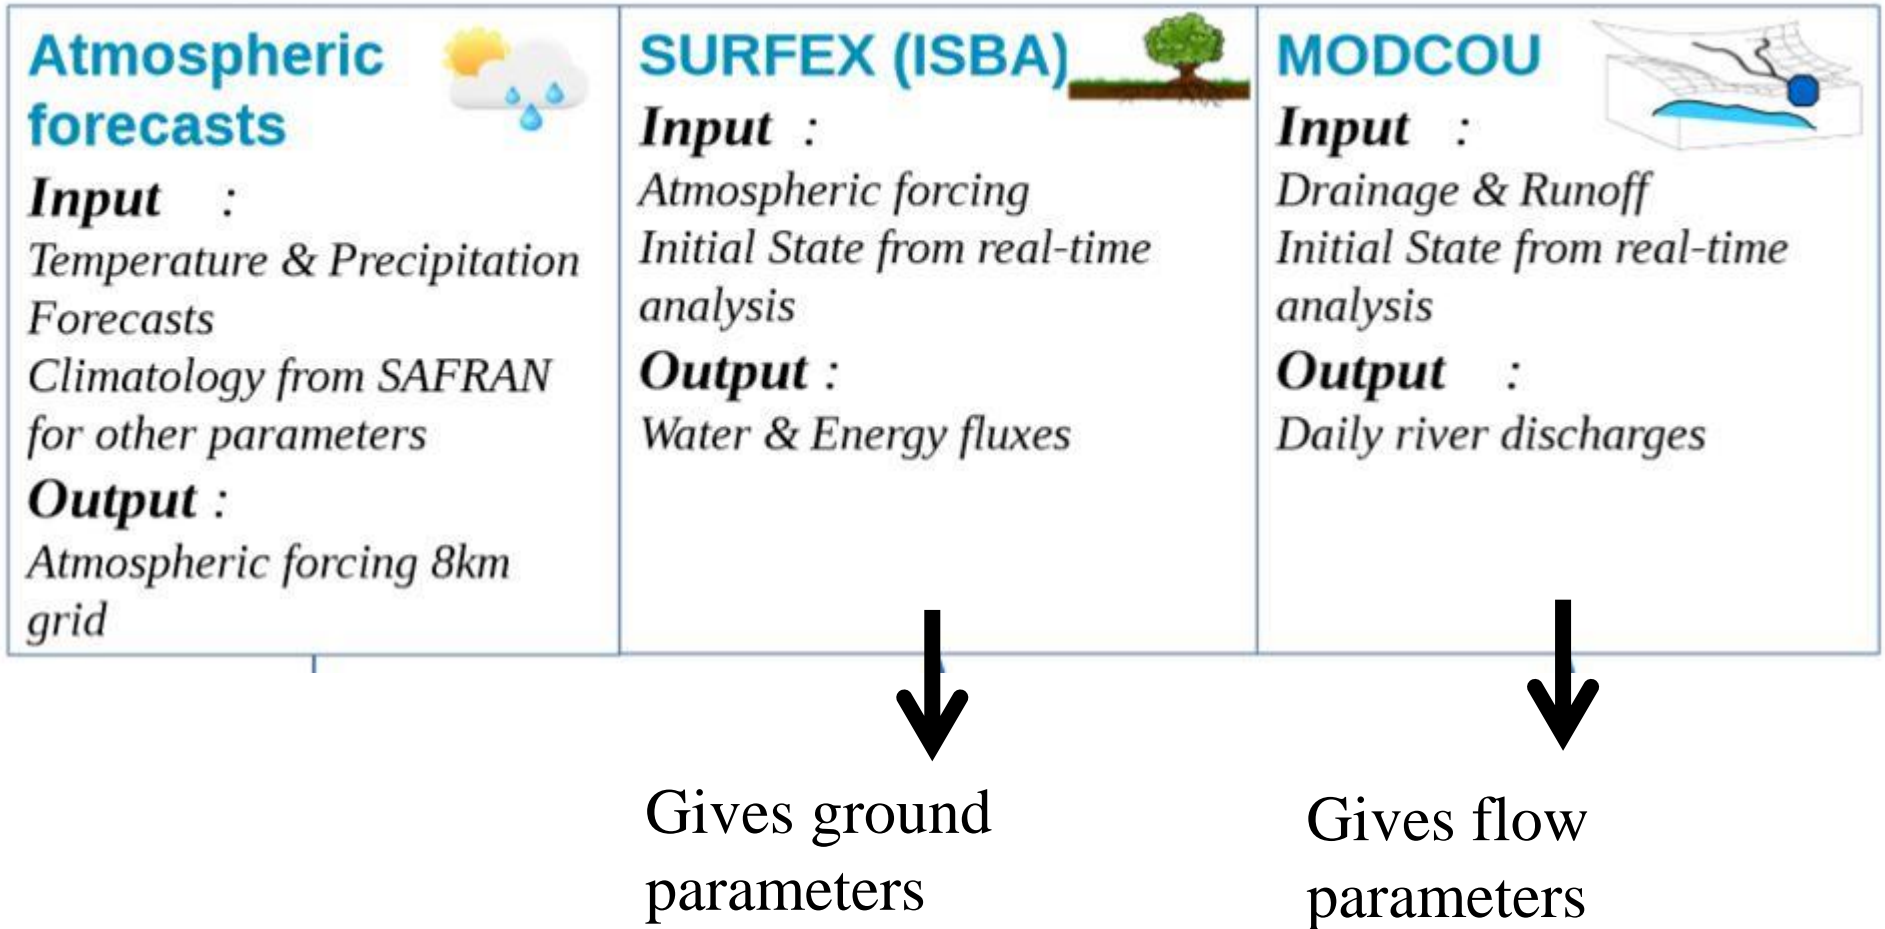 Atmospheric
forecasts
Input :
Temperature & Precipitation
Forecasts
Climatology from SAFRAN
for other parameters
Output :
Atmospheric forcing 8km
grid
SURFEX (ISBA)
Input :
Atmospheric forcing
Initial State from real-time
analysis
Output :
Water & Energy fluxes
Gives ground
parameters
MODCOU
Input :
Drainage & Runoff
Initial State from real-time
analysis
Output :
Daily river discharges
Gives flow
parameters